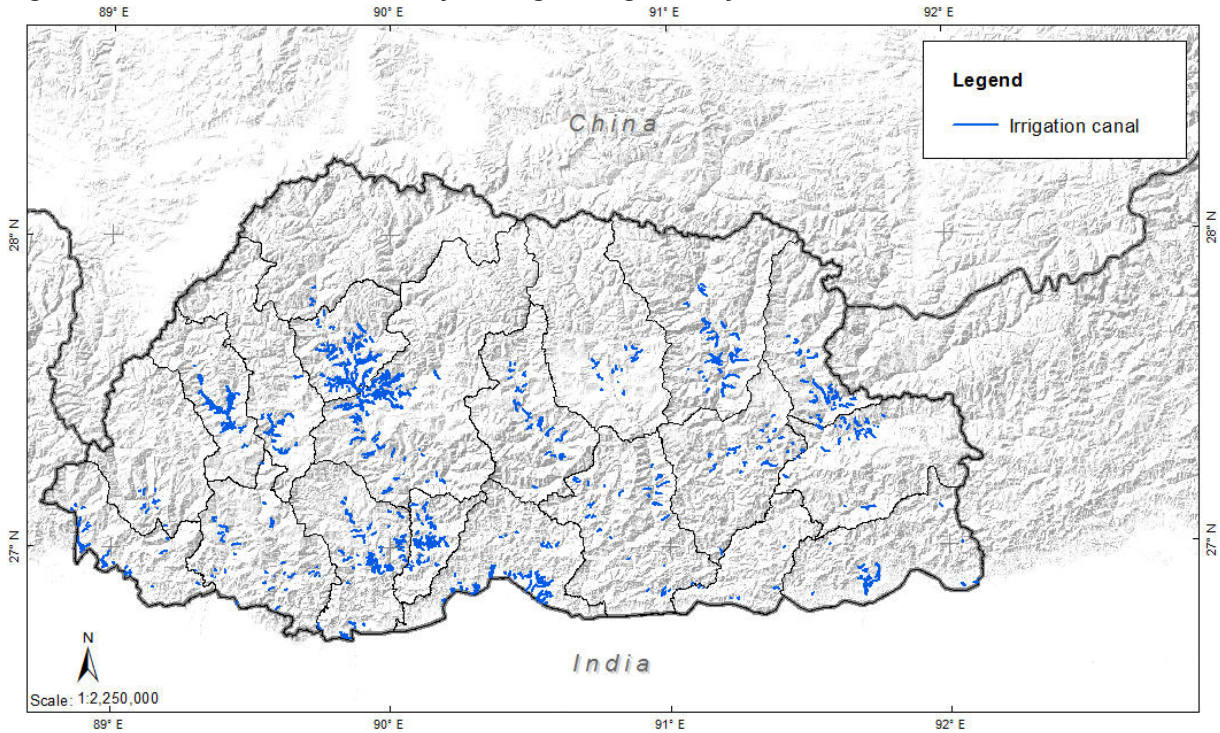 89° E 90° E 91° E 92° E
Legend
Irrigation canal
China
28° N 28° N
27° N 27° N
India
N
Scale: 1:2,250,000
89° E 90° E 91° E 92° E